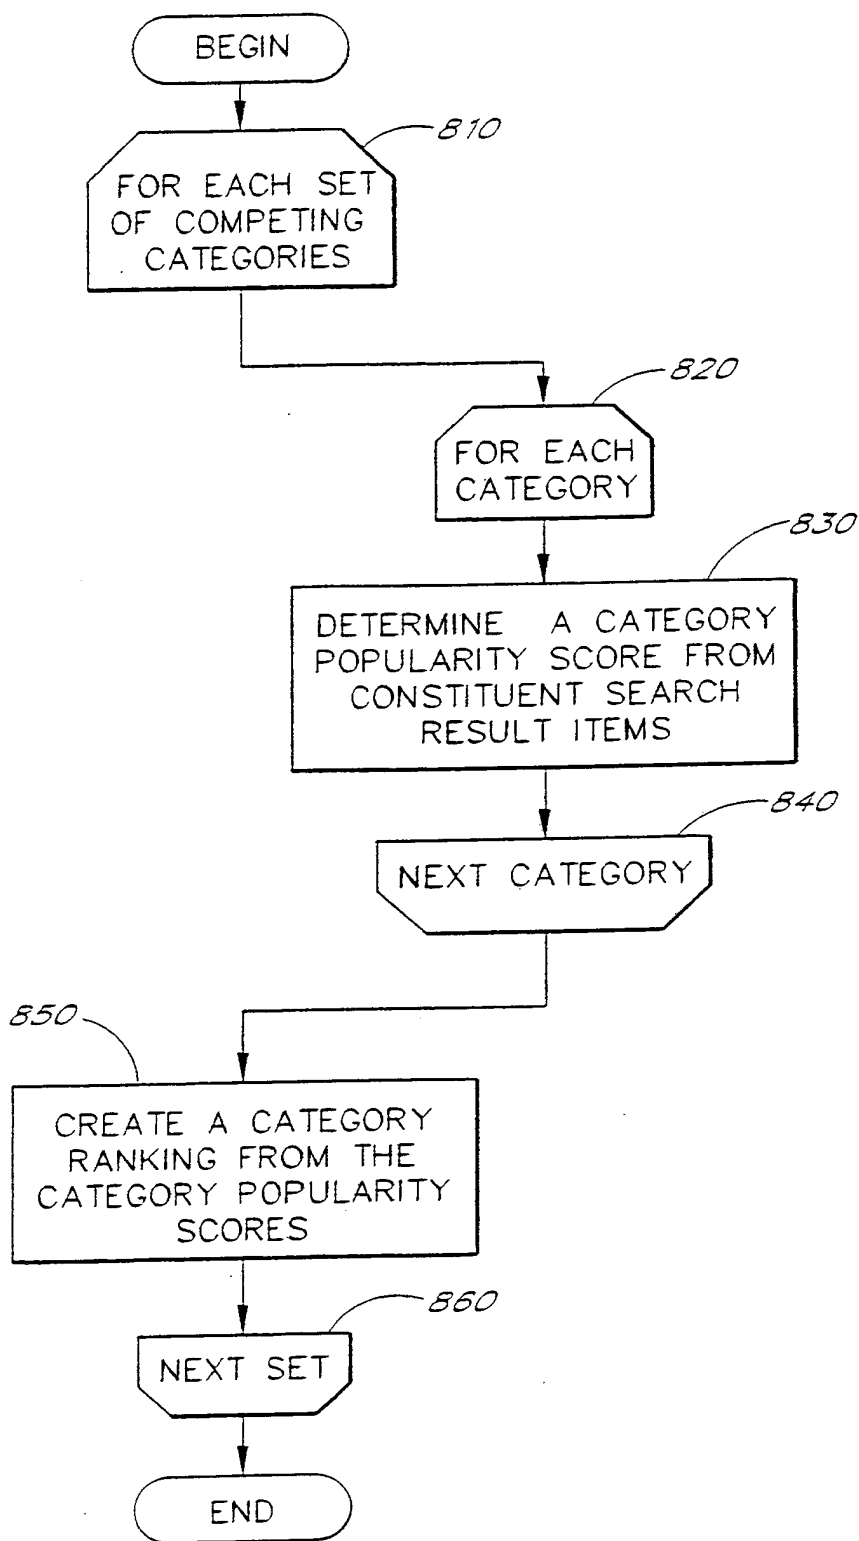 BEGIN
810
FOR EACH SET
OF COMPETING
CATEGORIES
820
FOR EACH
CATEGORY
830
DETERMINE A CATEGORY
POPULARITY SCORE FROM
CONSTITUENT SEARCH
RESULT ITEMS
840
NEXT CATEGORY
850
CREATE A CATEGORY
RANKING FROM THE
CATEGORY POPULARITY
SCORES
860
NEXT SET
END